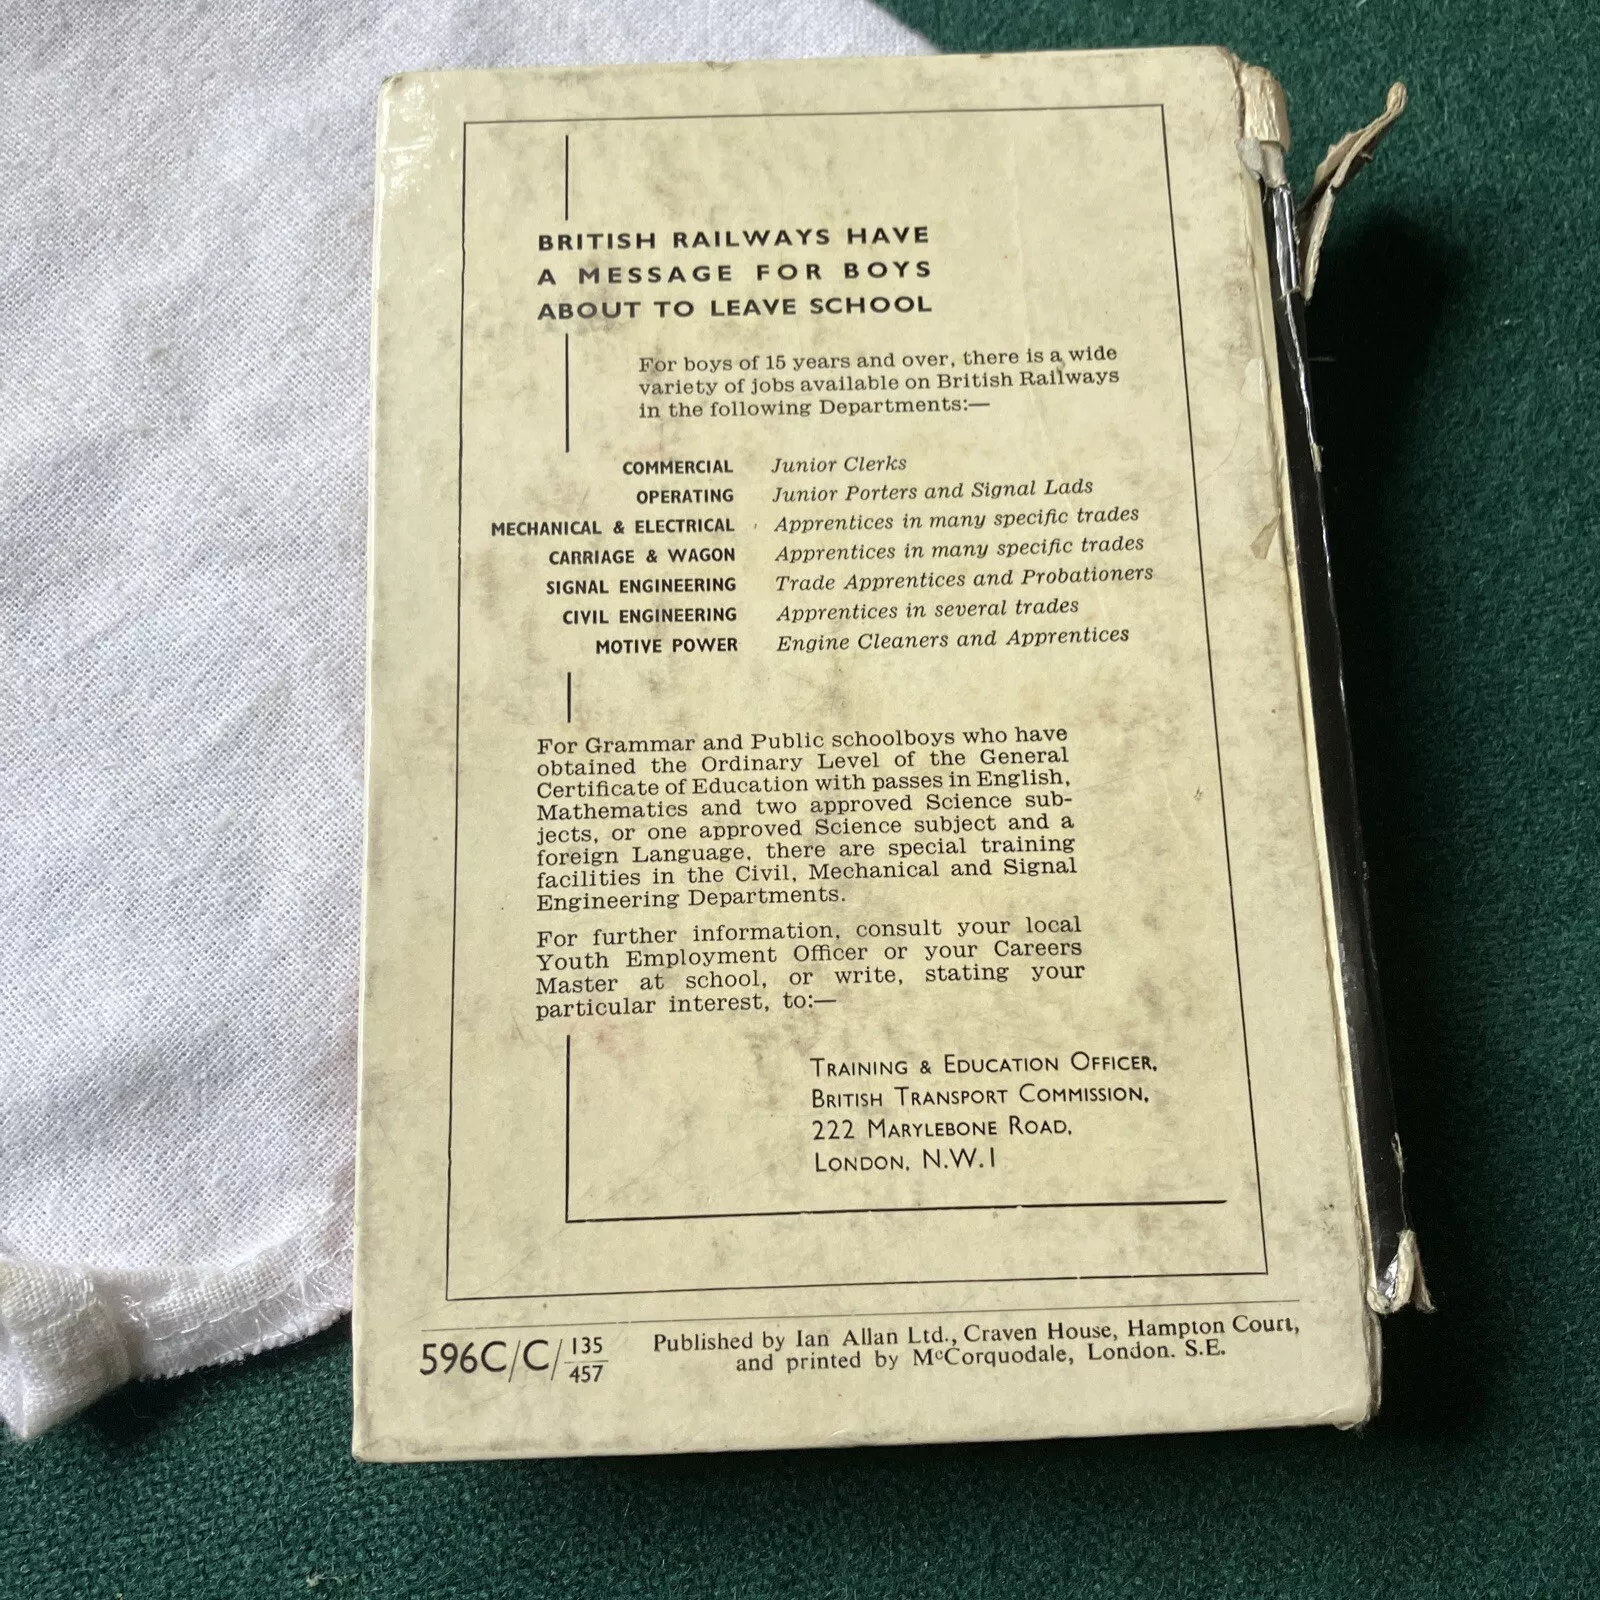 BRITISH RAILWAYS HAVE
A MESSAGE FOR BOYS
ABOUT TO LEAVE SCHOOL
For boys of 15 years and over, there is a wide
variety of jobs available on British Railways
in the following Departments:—
COMMERCIAL Junior Clerks
OPERATING Junior Porters and Signal Lads
MECHANICAL & ELECTRICAL Apprentices in many specific trades
CARRIAGE & WAGON Apprentices in many specific trades
SIGNAL ENGINEERING Trade Apprentices and Probationers
CIVIL ENGINEERING Apprentices in several trades
MOTIVE POWER Engine Cleaners and Apprentices
For Grammar and Public schoolboys who have
obtained the Ordinary Level of the General
Certificate of Education with passes in English,
Mathematics and two approved Science sub-
jects, or one approved Science subject and a
foreign Language, there are special training
facilities in the Civil, Mechanical and Signal
Engineering Departments.
For further information, consult your local
Youth Employment Officer or your Careers
Master at school, or write, stating your
particular interest, to:—
TRAINING & EDUCATION OFFICER,
BRITISH TRANSPORT COMMISSION,
222 MARYLEBONE ROAD,
LONDON, N.W.1
596C/C/135/457
Published by Ian Allan Ltd., Craven House, Hampton Court,
and printed by McCorquodale, London. S.E.